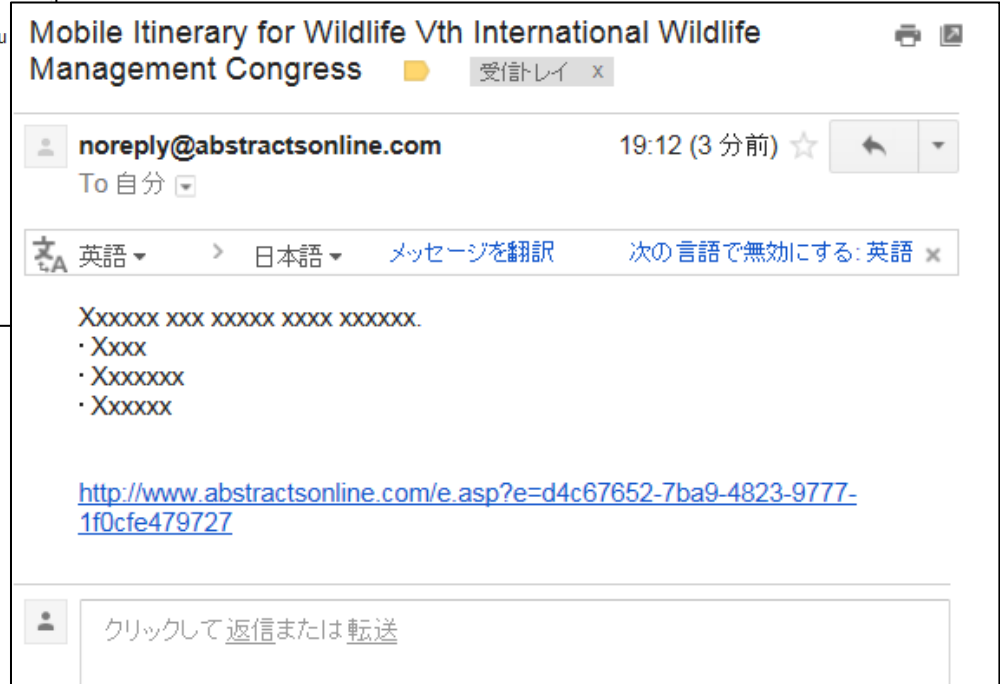 u
Mobile Itinerary for Wildlife Vth International Wildlife
Management Congress 受信トレイ x
noreply@abstractsonline.com 19:12 (3 分前)
To 自分
文A 英語 > 日本語 メッセージを翻訳 次の言語で無効にする: 英語 ×
Xxxxxx xxx xxxxx xxxx xxxxxx.
· Xxxx
· Xxxxxxx
· Xxxxxx
http://www.abstractsonline.com/e.asp?e=d4c67652-7ba9-4823-9777-
1f0cfe479727
クリックして返信または転送